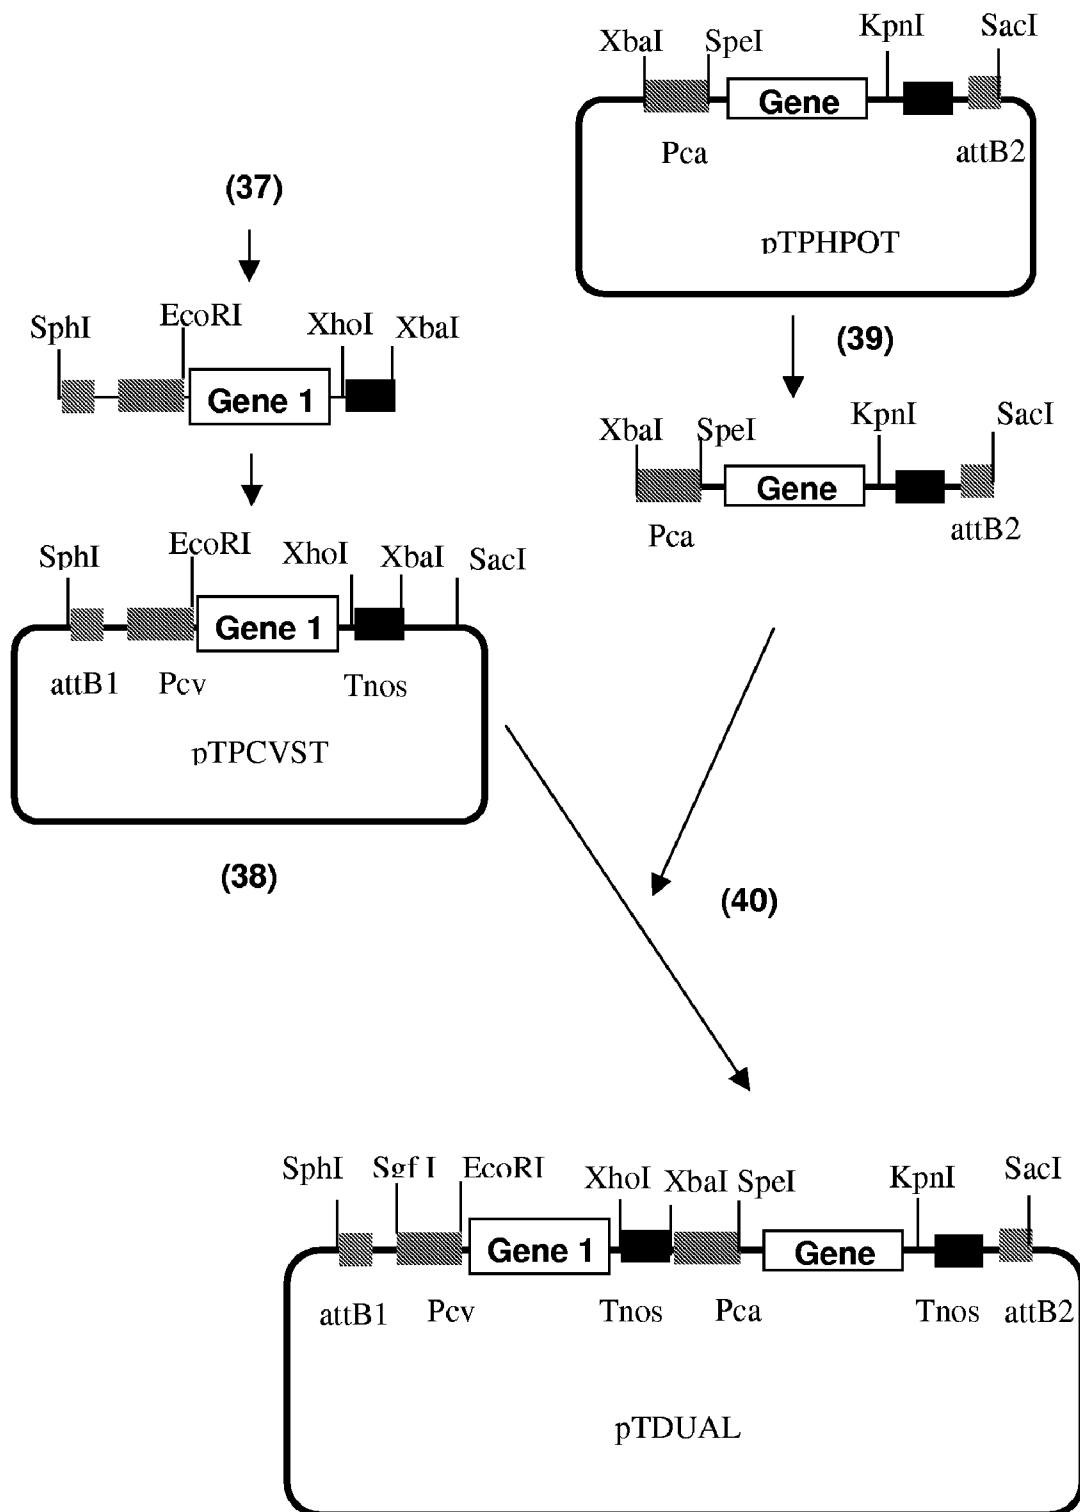 XbaI SpeI KpnI SacI
Gene
Pca attB2
pTPHPOT
(37)
SphI EcoRI XhoI XbaI
Gene 1
(39)
XbaI SpeI KpnI SacI
Gene
Pca attB2
SphI EcoRI XhoI XbaI SacI
Gene 1
attB1 Pcv Tnos
pTPCVST
(38)
(40)
SphI Sgf I EcoRI XhoI XbaI SpeI KpnI SacI
Gene 1 Gene
attB1 Pcv Tnos Pca Tnos attB2
pTDUAL